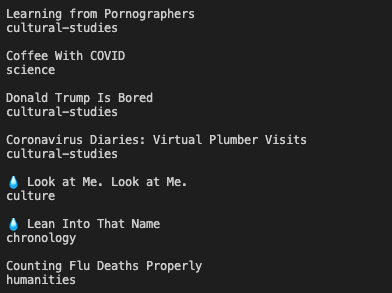 Learning from Pornographers
cultural-studies
Coffee With COVID
science
Donald Trump Is Bored
cultural-studies
Coronavirus Diaries: Virtual Plumber Visits
cultural-studies
💧 Look at Me. Look at Me.
culture
💧 Lean Into That Name
chronology
Counting Flu Deaths Properly
humanities